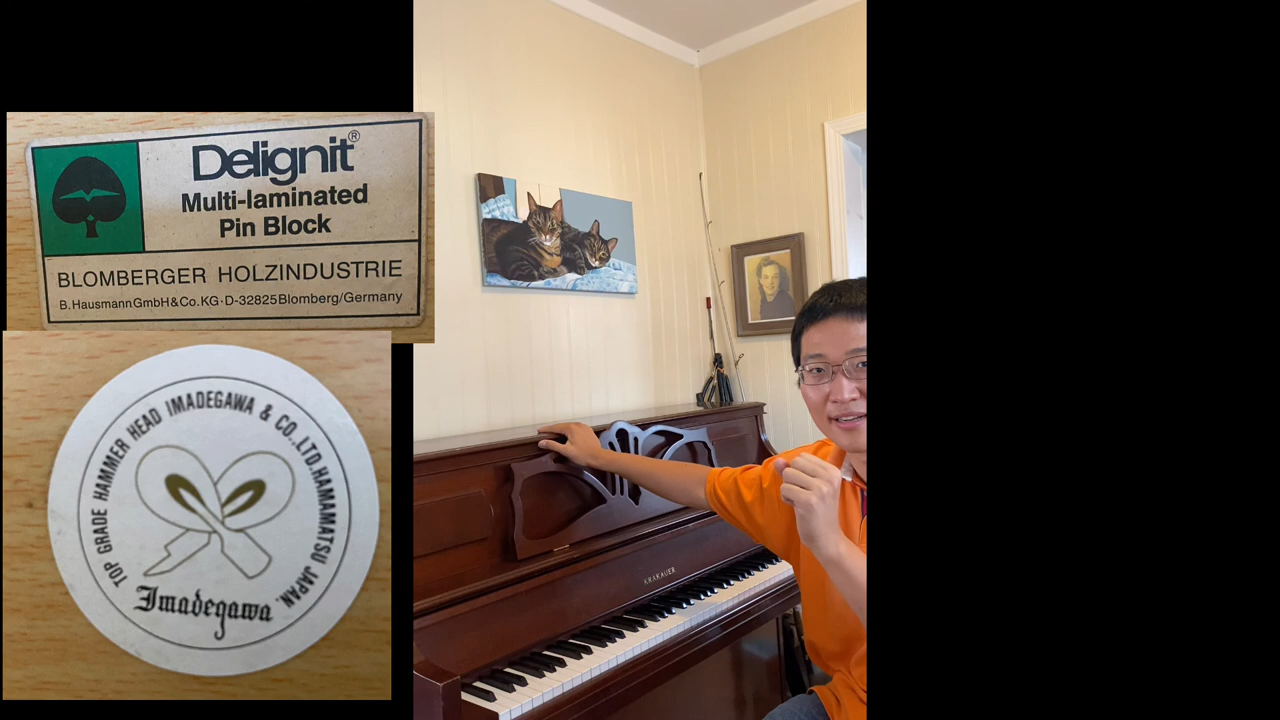 Delignit®
Multi-laminated
Pin Block
BLOMBERGER HOLZINDUSTRIE
B. Hausmann GmbH & Co. KG · D-32825 Blomberg/Germany
TOP GRADE HAMMER HEAD IMADEGAWA & CO., LTD. HAMAMATSU JAPAN.
Imadegawa.
KRAKAUER